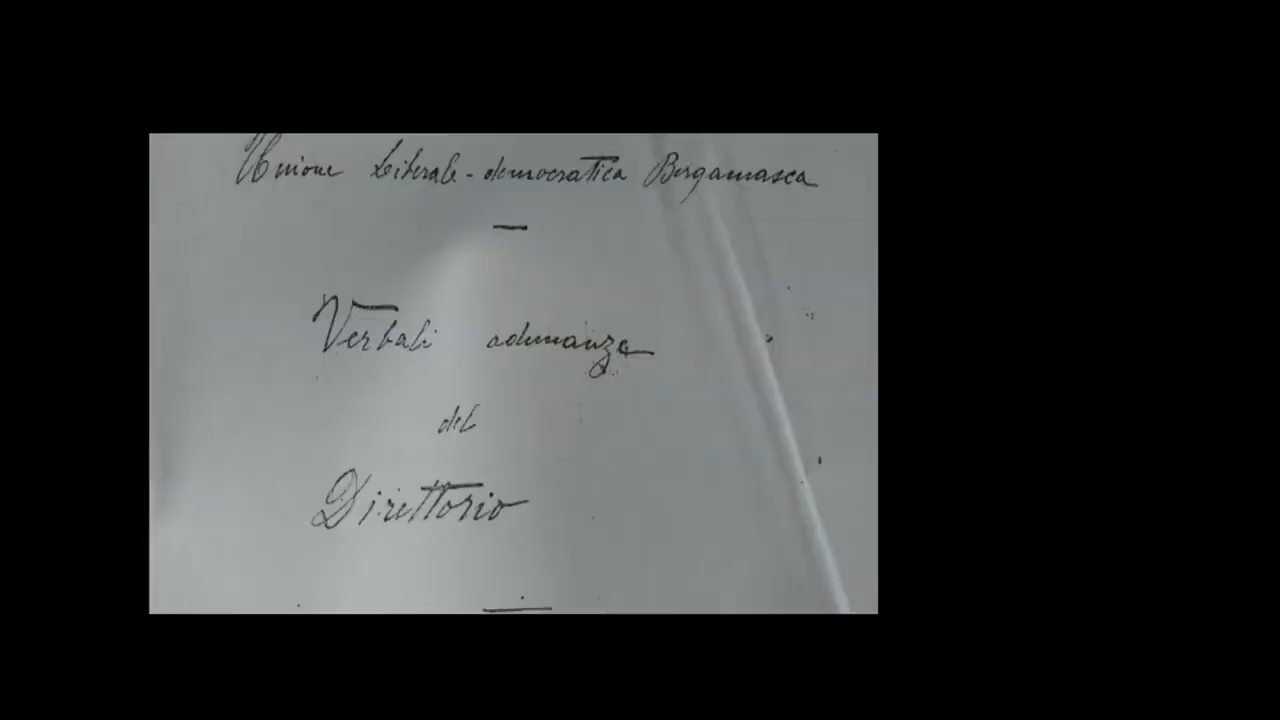 Unione Liberale-democratica Bergamasca
Verbali adunanze
del
Direttorio